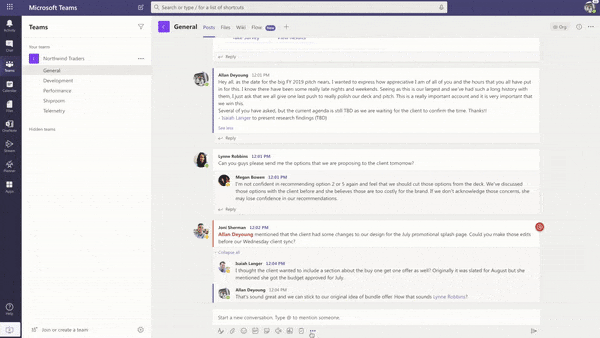 Microsoft Teams
Search or type / for a list of shortcuts
Activity
Chat
Teams
Calendar
Files
Praise
Help
Teams
Your teams
Northwind Traders
General
Development
Performance
Shiproom
Telemetry
Hidden teams
Join or create a team
General Posts Files Wiki Flow New
Org
Reply
Allan Deyoung 12:01 PM
Hey all, as the date for the big FY 2019 pitch nears, I wanted to express how appreciative I am of all of you and the hours that you all have put
in for this. I know there have been some really late nights and weekends. Seeing as this is our largest and we've had such a long history with
them, I just ask that we all give one last push to really polish our deck and pitch. This is a really important account and it is very important that
we win this.
Several of you have asked, but the current agenda is still TBD as we are waiting for the client to confirm the time. Thanks!!
- Isaiah Langer to present research findings (TBD)
See less
Reply
Lynne Robbins 12:01 PM
Can you guys please send me the options that we are proposing to the client tomorrow?
Megan Bowen 12:01 PM
I'm not confident in recommending option 2 or 5 again and feel that we should cut those options from the deck. We've discussed
those options with the client before and she believes those are too costly for the brand. If we don't acknowledge those concerns, she
may lose confidence in our recommendations.
Reply
Joni Sherman 12:02 PM
Allan Deyoung mentioned that the client had some changes to our design for the July promotional splash page. Could you make those edits
before our Wednesday client sync?
Collapse all
Isaiah Langer 12:04 PM
I thought the client wanted to include a section about the buy one get one offer as well? Originally it was slated for August but she
mentioned she got the budget approved for July .
Allan Deyoung 12:04 PM
That's sound great and we can stick to our original idea of bundle offer. How that sounds Lynne Robbins?
Start a new conversation. Type @ to mention someone.